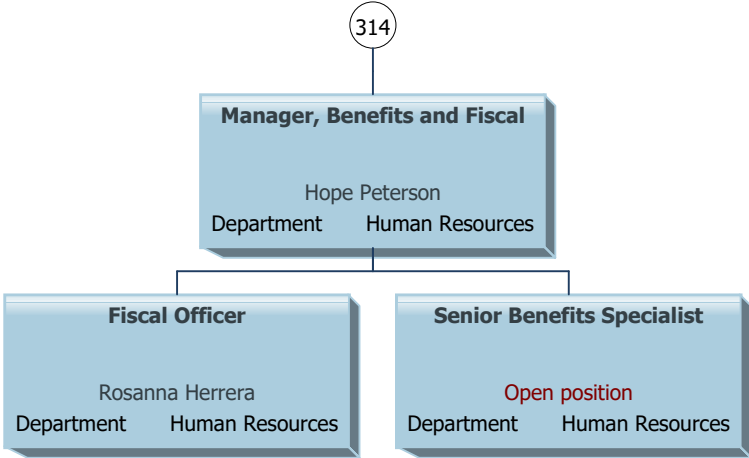 314
Manager, Benefits and Fiscal
Hope Peterson
Department Human Resources
Fiscal Officer
Rosanna Herrera
Department Human Resources
Senior Benefits Specialist
Open position
Department Human Resources